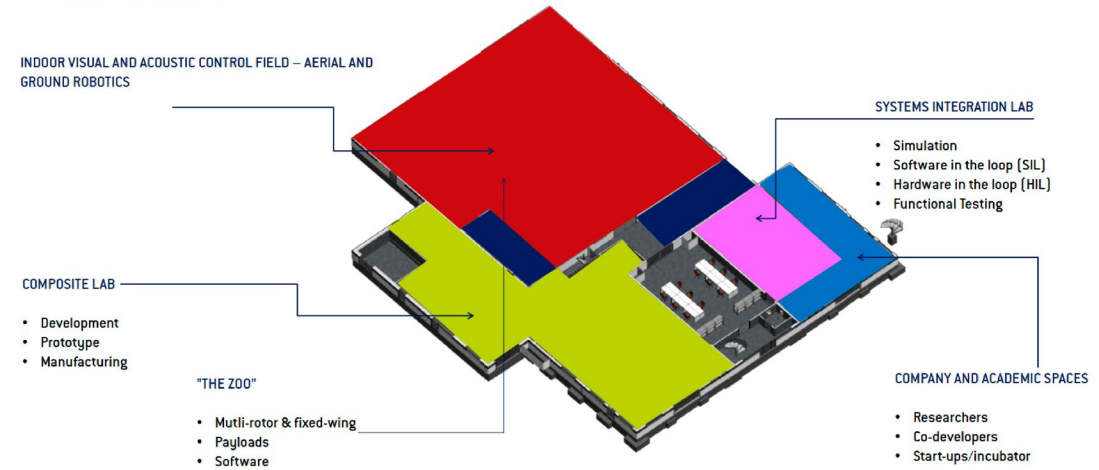 INDOOR VISUAL AND ACOUSTIC CONTROL FIELD – AERIAL AND
GROUND ROBOTICS
SYSTEMS INTEGRATION LAB
• Simulation
• Software in the loop (SIL)
• Hardware in the loop (HIL)
• Functional Testing
COMPOSITE LAB
• Development
• Prototype
• Manufacturing
"THE ZOO"
• Mutli-rotor & fixed-wing
• Payloads
• Software
COMPANY AND ACADEMIC SPACES
• Researchers
• Co-developers
• Start-ups/incubator